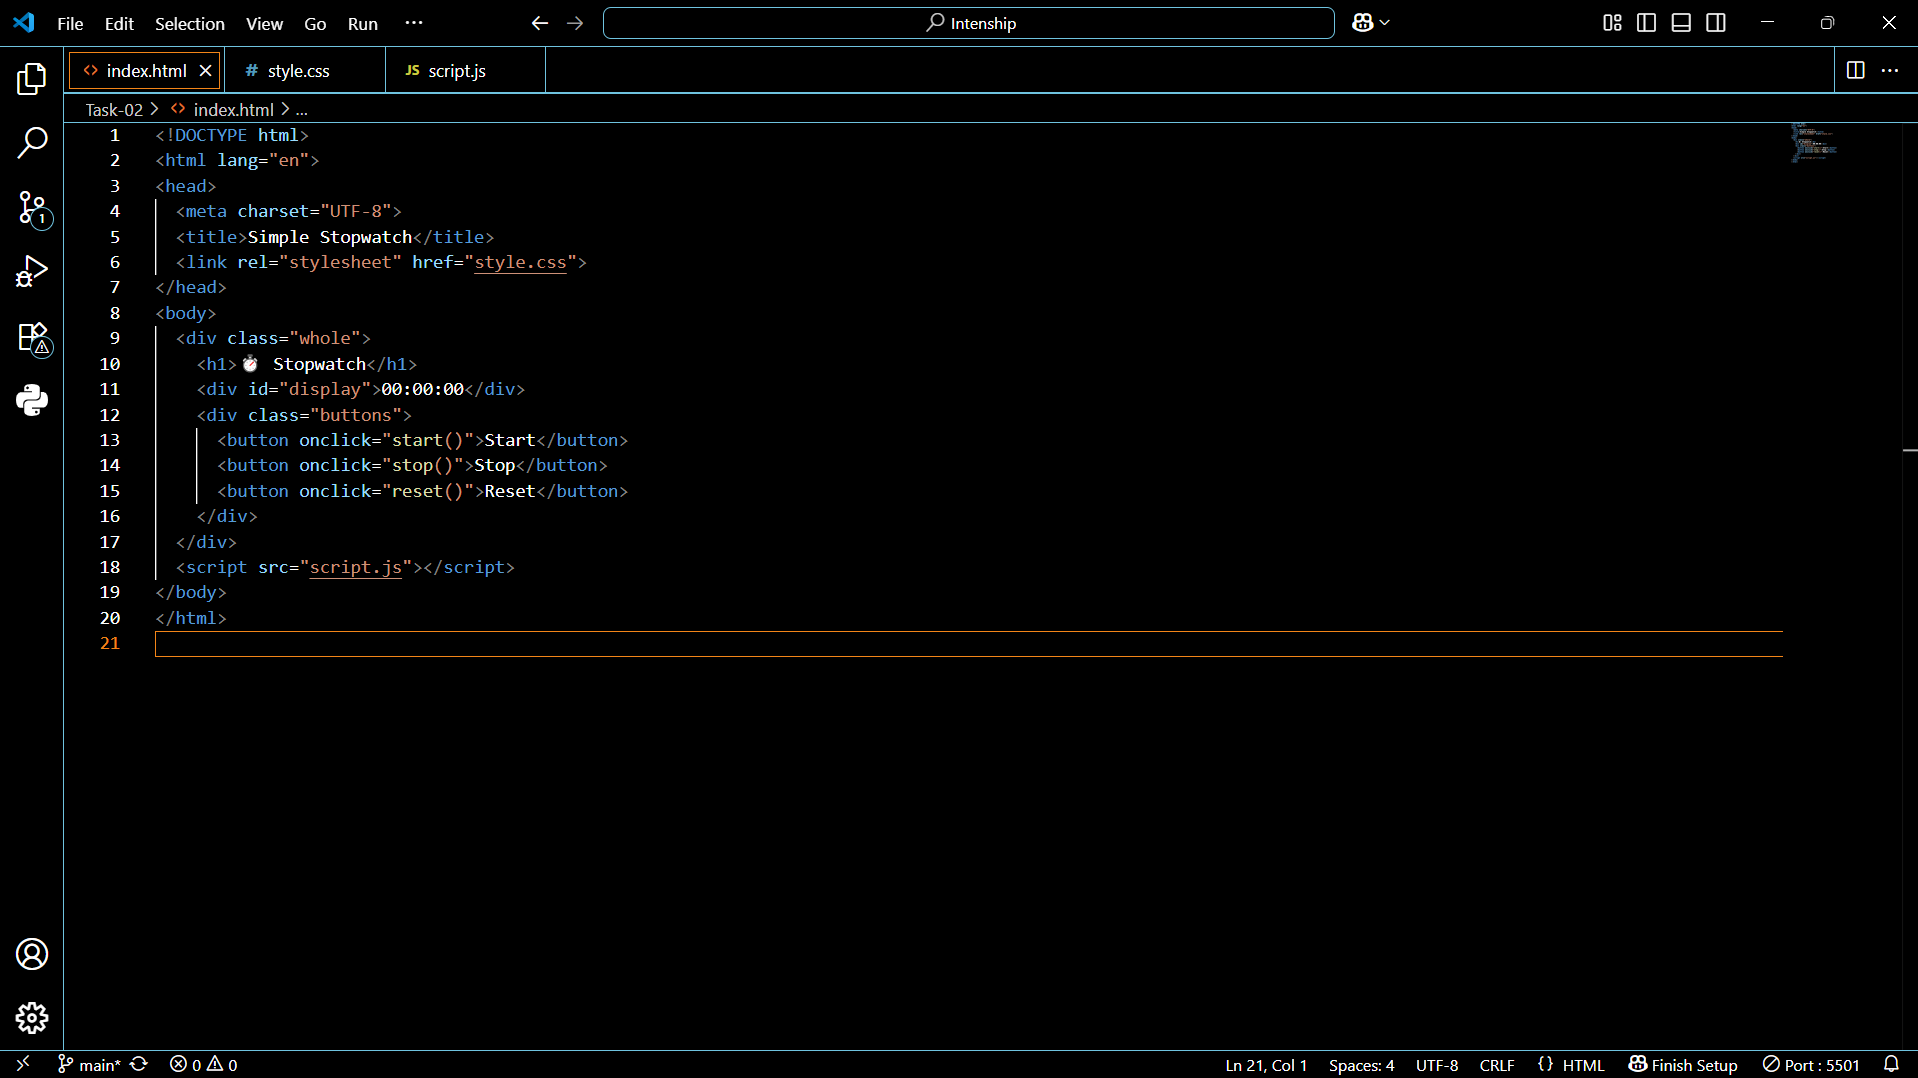 File Edit Selection View Go Run ··· Intenship
index.html style.css JS script.js
Task-02 > index.html > ...
1 <!DOCTYPE html>
2 <html lang="en">
3 <head>
4 <meta charset="UTF-8">
5 <title>Simple Stopwatch</title>
6 <link rel="stylesheet" href="style.css">
7 </head>
8 <body>
9 <div class="whole">
10 <h1>⏱️ Stopwatch</h1>
11 <div id="display">00:00:00</div>
12 <div class="buttons">
13 <button onclick="start()">Start</button>
14 <button onclick="stop()">Stop</button>
15 <button onclick="reset()">Reset</button>
16 </div>
17 </div>
18 <script src="script.js"></script>
19 </body>
20 </html>
21
1
main* 0 0 Ln 21, Col 1 Spaces: 4 UTF-8 CRLF {} HTML Finish Setup Port : 5501